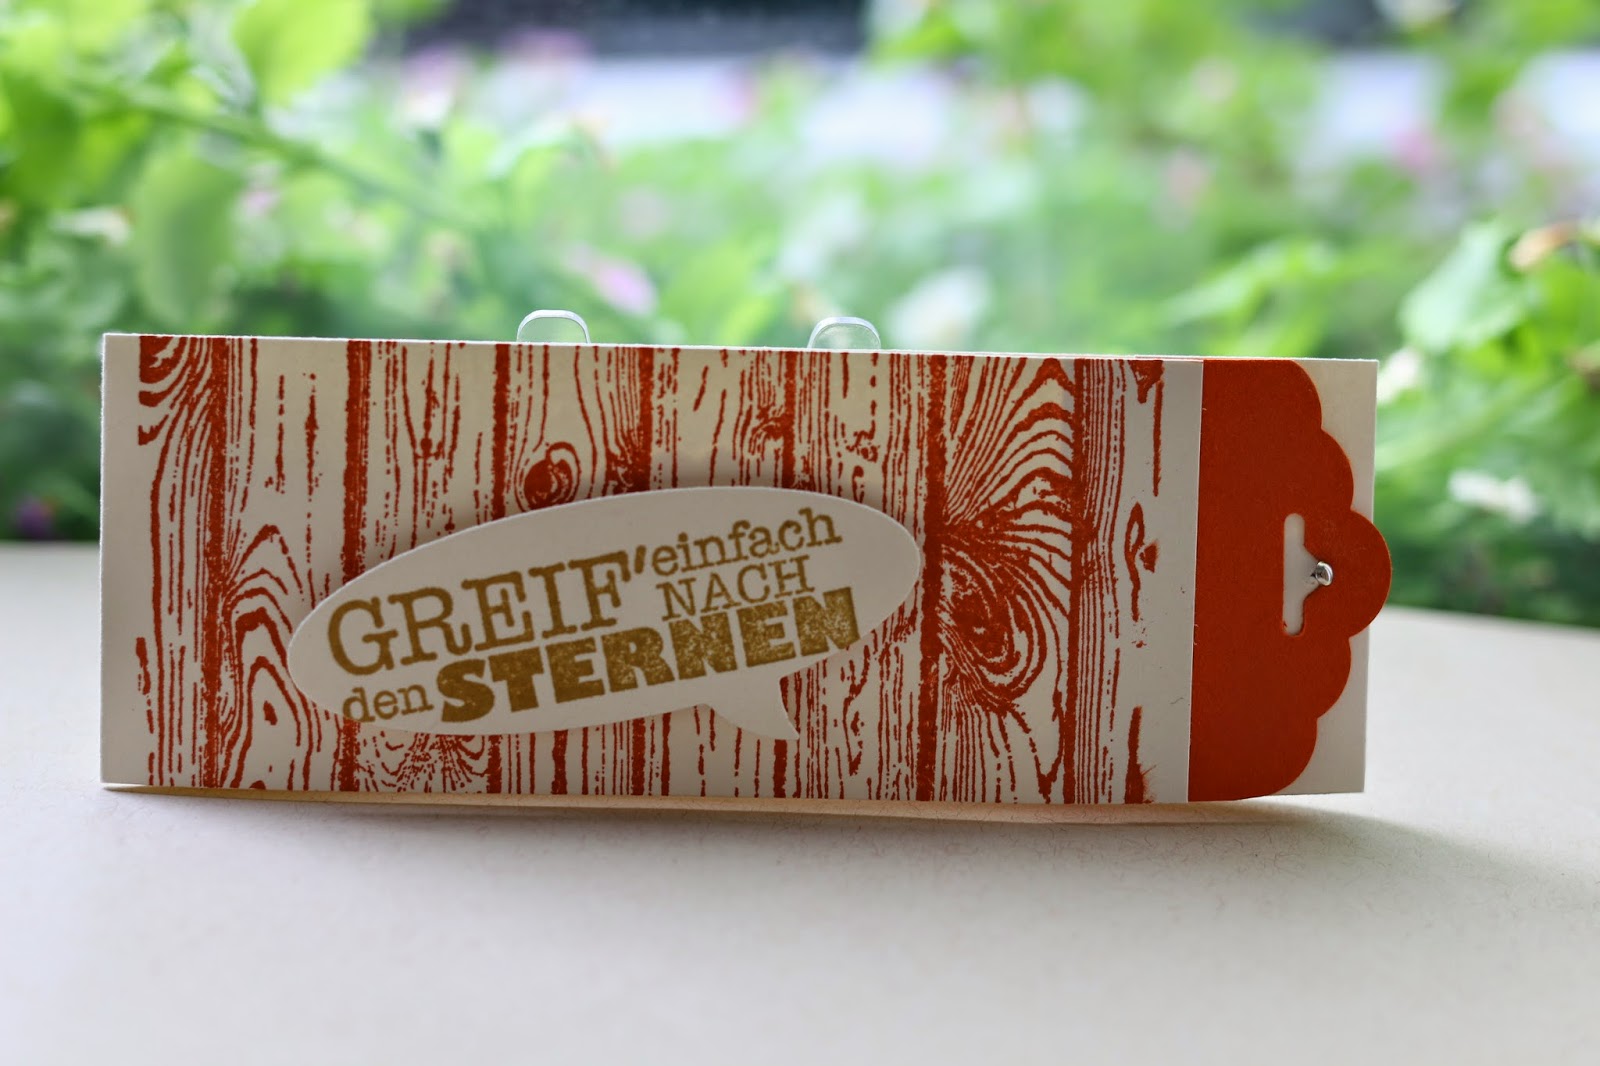 GREIF' einfach
NACH
den STERNEN